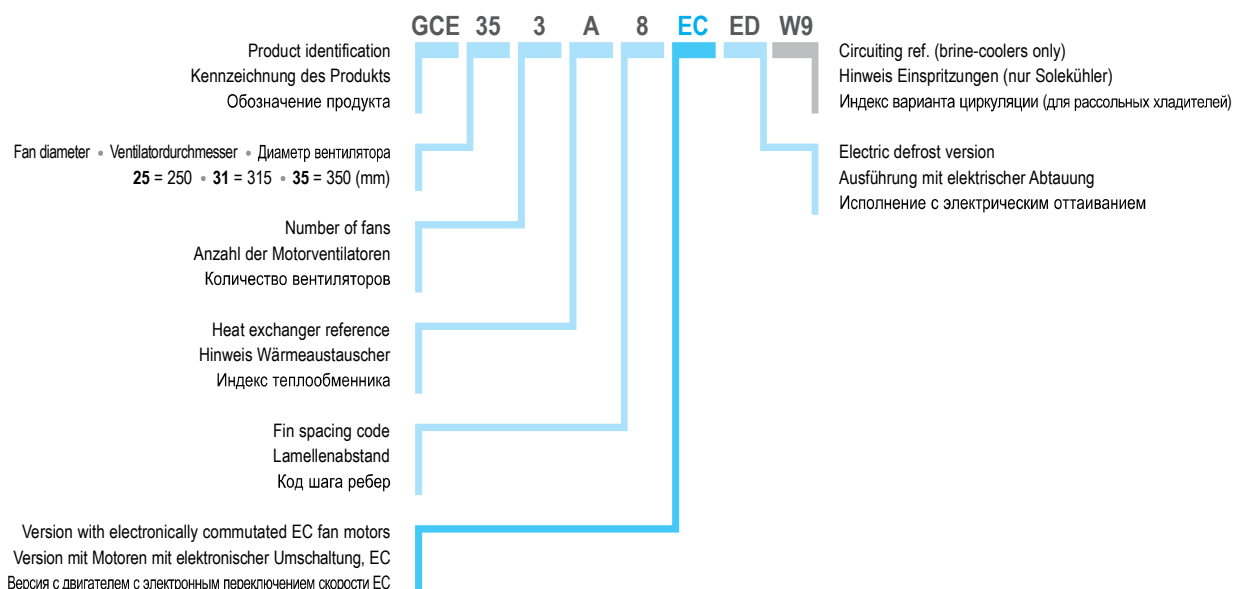 GCE 35 3 A 8 EC ED W9
Product identification
Kennzeichnung des Produkts
Обозначение продукта
Fan diameter • Ventilatordurchmesser • Диаметр вентилятора
25 = 250 • 31 = 315 • 35 = 350 (mm)
Number of fans
Anzahl der Motorventilatoren
Количество вентиляторов
Heat exchanger reference
Hinweis Wärmeaustauscher
Индекс теплообменника
Fin spacing code
Lamellenabstand
Код шага ребер
Version with electronically commutated EC fan motors
Version mit Motoren mit elektronischer Umschaltung, EC
Версия с двигателем с электронным переключением скорости EC
Circuiting ref. (brine-coolers only)
Hinweis Einspritzungen (nur Solekühler)
Индекс варианта циркуляции (для рассольных хладителей)
Electric defrost version
Ausführung mit elektrischer Abtauung
Исполнение с электрическим оттаиванием